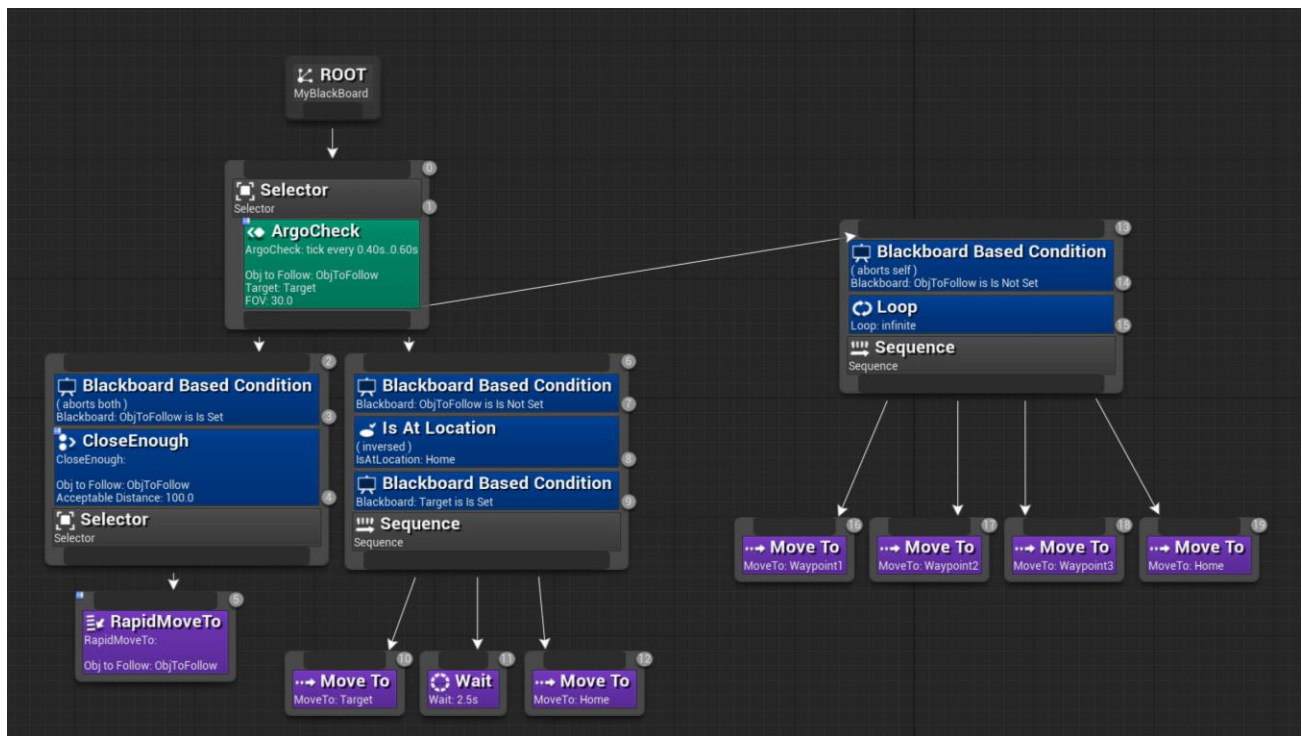 ROOT
MyBlackBoard
0
Selector
Selector
1
ArgoCheck
ArgoCheck: tick every 0.40s..0.60s
Obj to Follow: ObjToFollow
Target: Target
FOV: 30.0
2
Blackboard Based Condition
( aborts both )
Blackboard: ObjToFollow is Is Set
3
CloseEnough
CloseEnough:
Obj to Follow: ObjToFollow
Acceptable Distance: 100.0
4
Selector
Selector
5
RapidMoveTo
RapidMoveTo:
Obj to Follow: ObjToFollow
6
Blackboard Based Condition
Blackboard: ObjToFollow is Is Not Set
7
Is At Location
( inversed )
IsAtLocation: Home
8
Blackboard Based Condition
Blackboard: Target is Is Set
9
Sequence
Sequence
10
Move To
MoveTo: Target
11
Wait
Wait: 2.5s
12
Move To
MoveTo: Home
13
Blackboard Based Condition
( aborts self )
Blackboard: ObjToFollow is Is Not Set
14
Loop
Loop: infinite
15
Sequence
Sequence
16
Move To
MoveTo: Waypoint1
17
Move To
MoveTo: Waypoint2
18
Move To
MoveTo: Waypoint3
19
Move To
MoveTo: Home